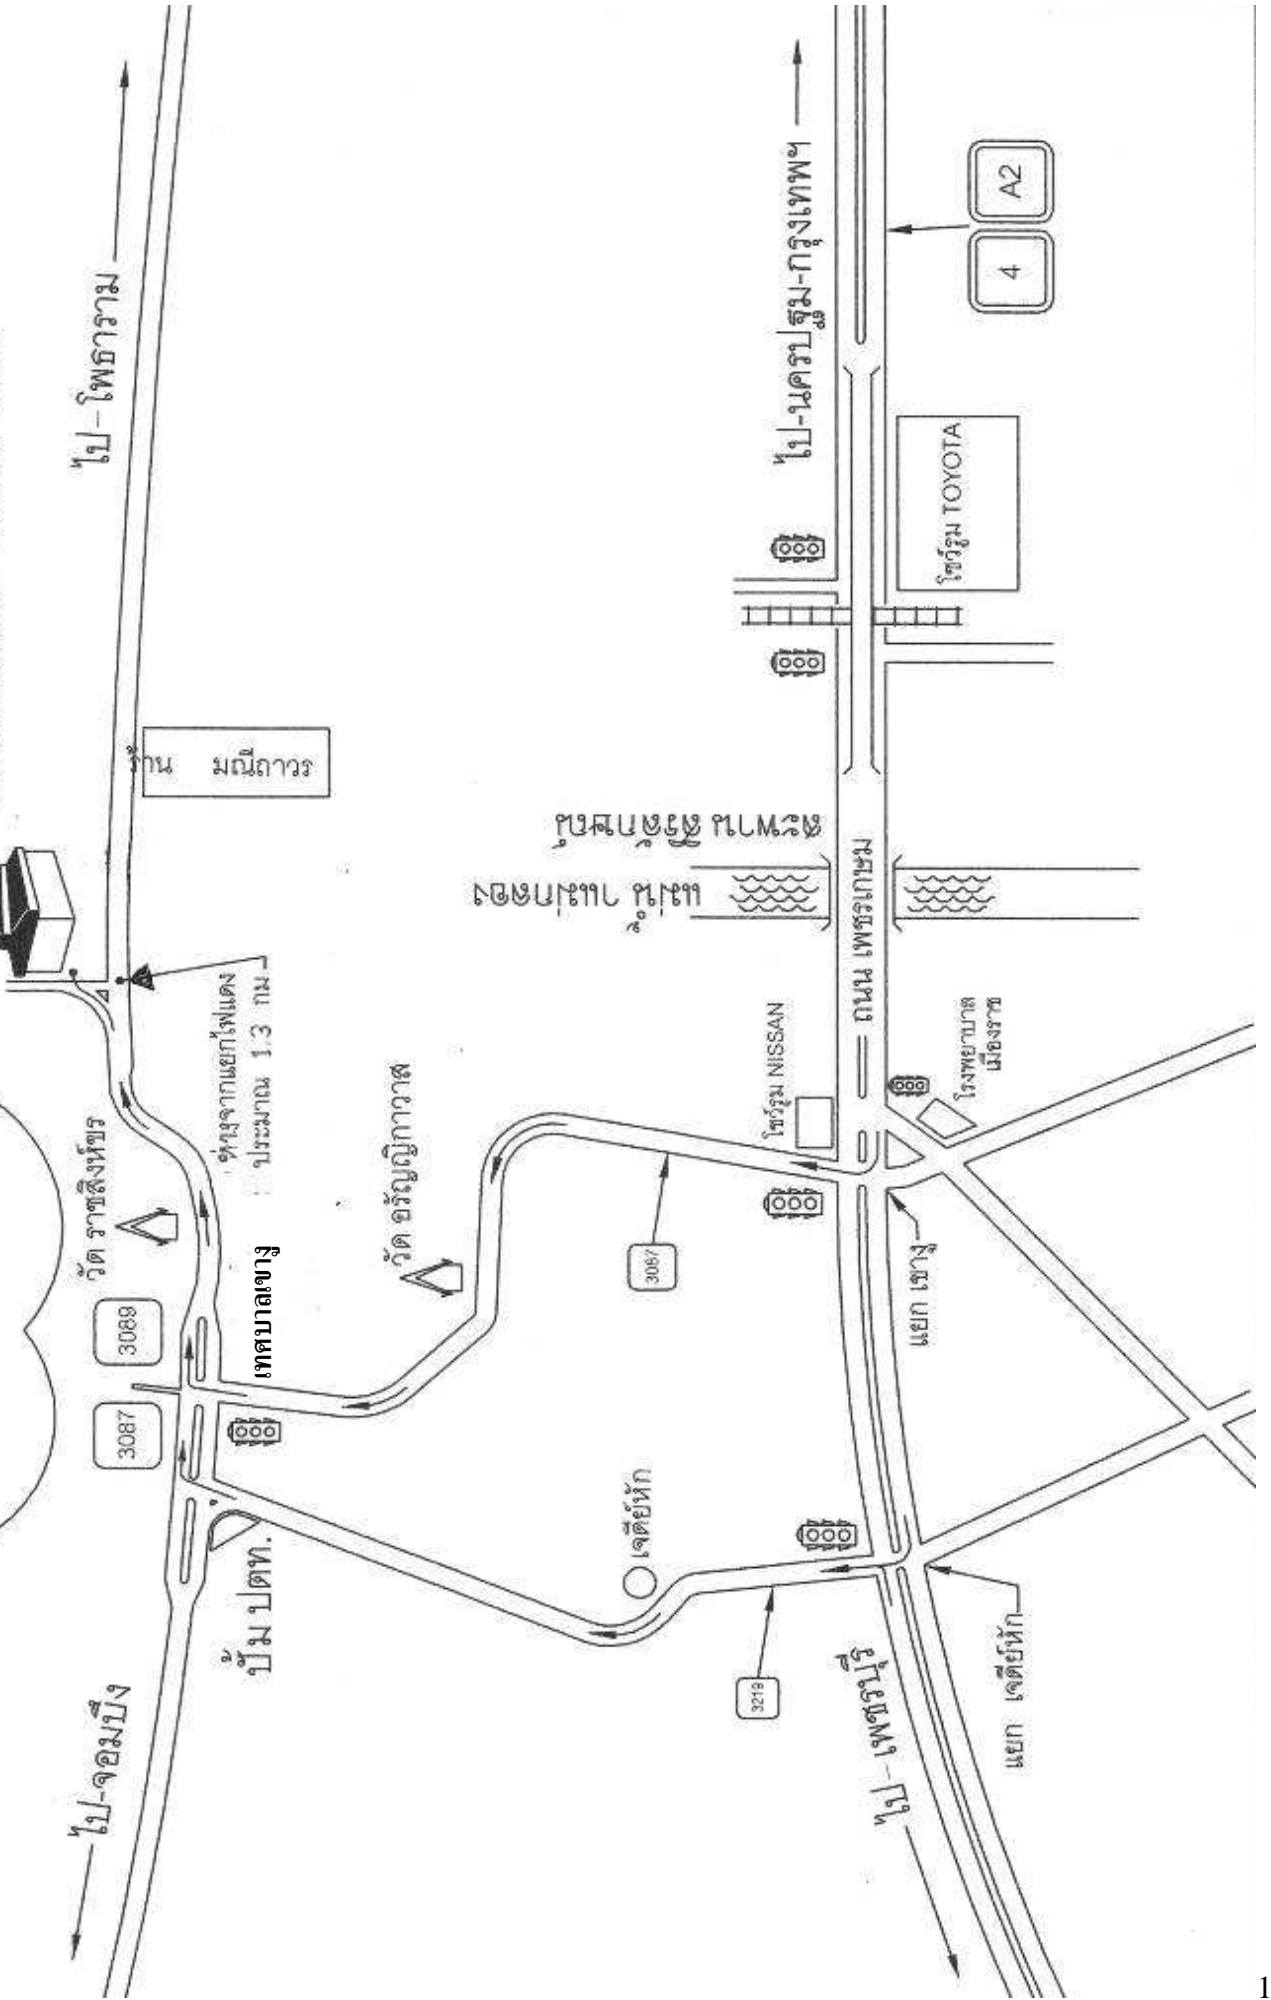 ไป-โพธาราม
ไป-นครปฐม-กรุงเทพฯ
A2
4
โชว์รูม TOYOTA
ร้าน มณีถาวร
สะพาน สิริลักษณ์
แม่น้ำแม่กลอง
ถนน เพชรเกษม
ห่างจากแยกไฟแดง
ประมาณ 1.3 กม.
วัด ราชสิงห์ขร
วัด อรัญญิกาวาส
โชว์รูม NISSAN
โรงพยาบาล
เมืองราช
3087
แยก เขางู
เทศบาลเขางู
3089
3087
เจดีย์หัก
ปั้ม ปตท.
3219
แยก เจดีย์หัก
ไป-จอมบึง
ไป-เพชรบุรี
1